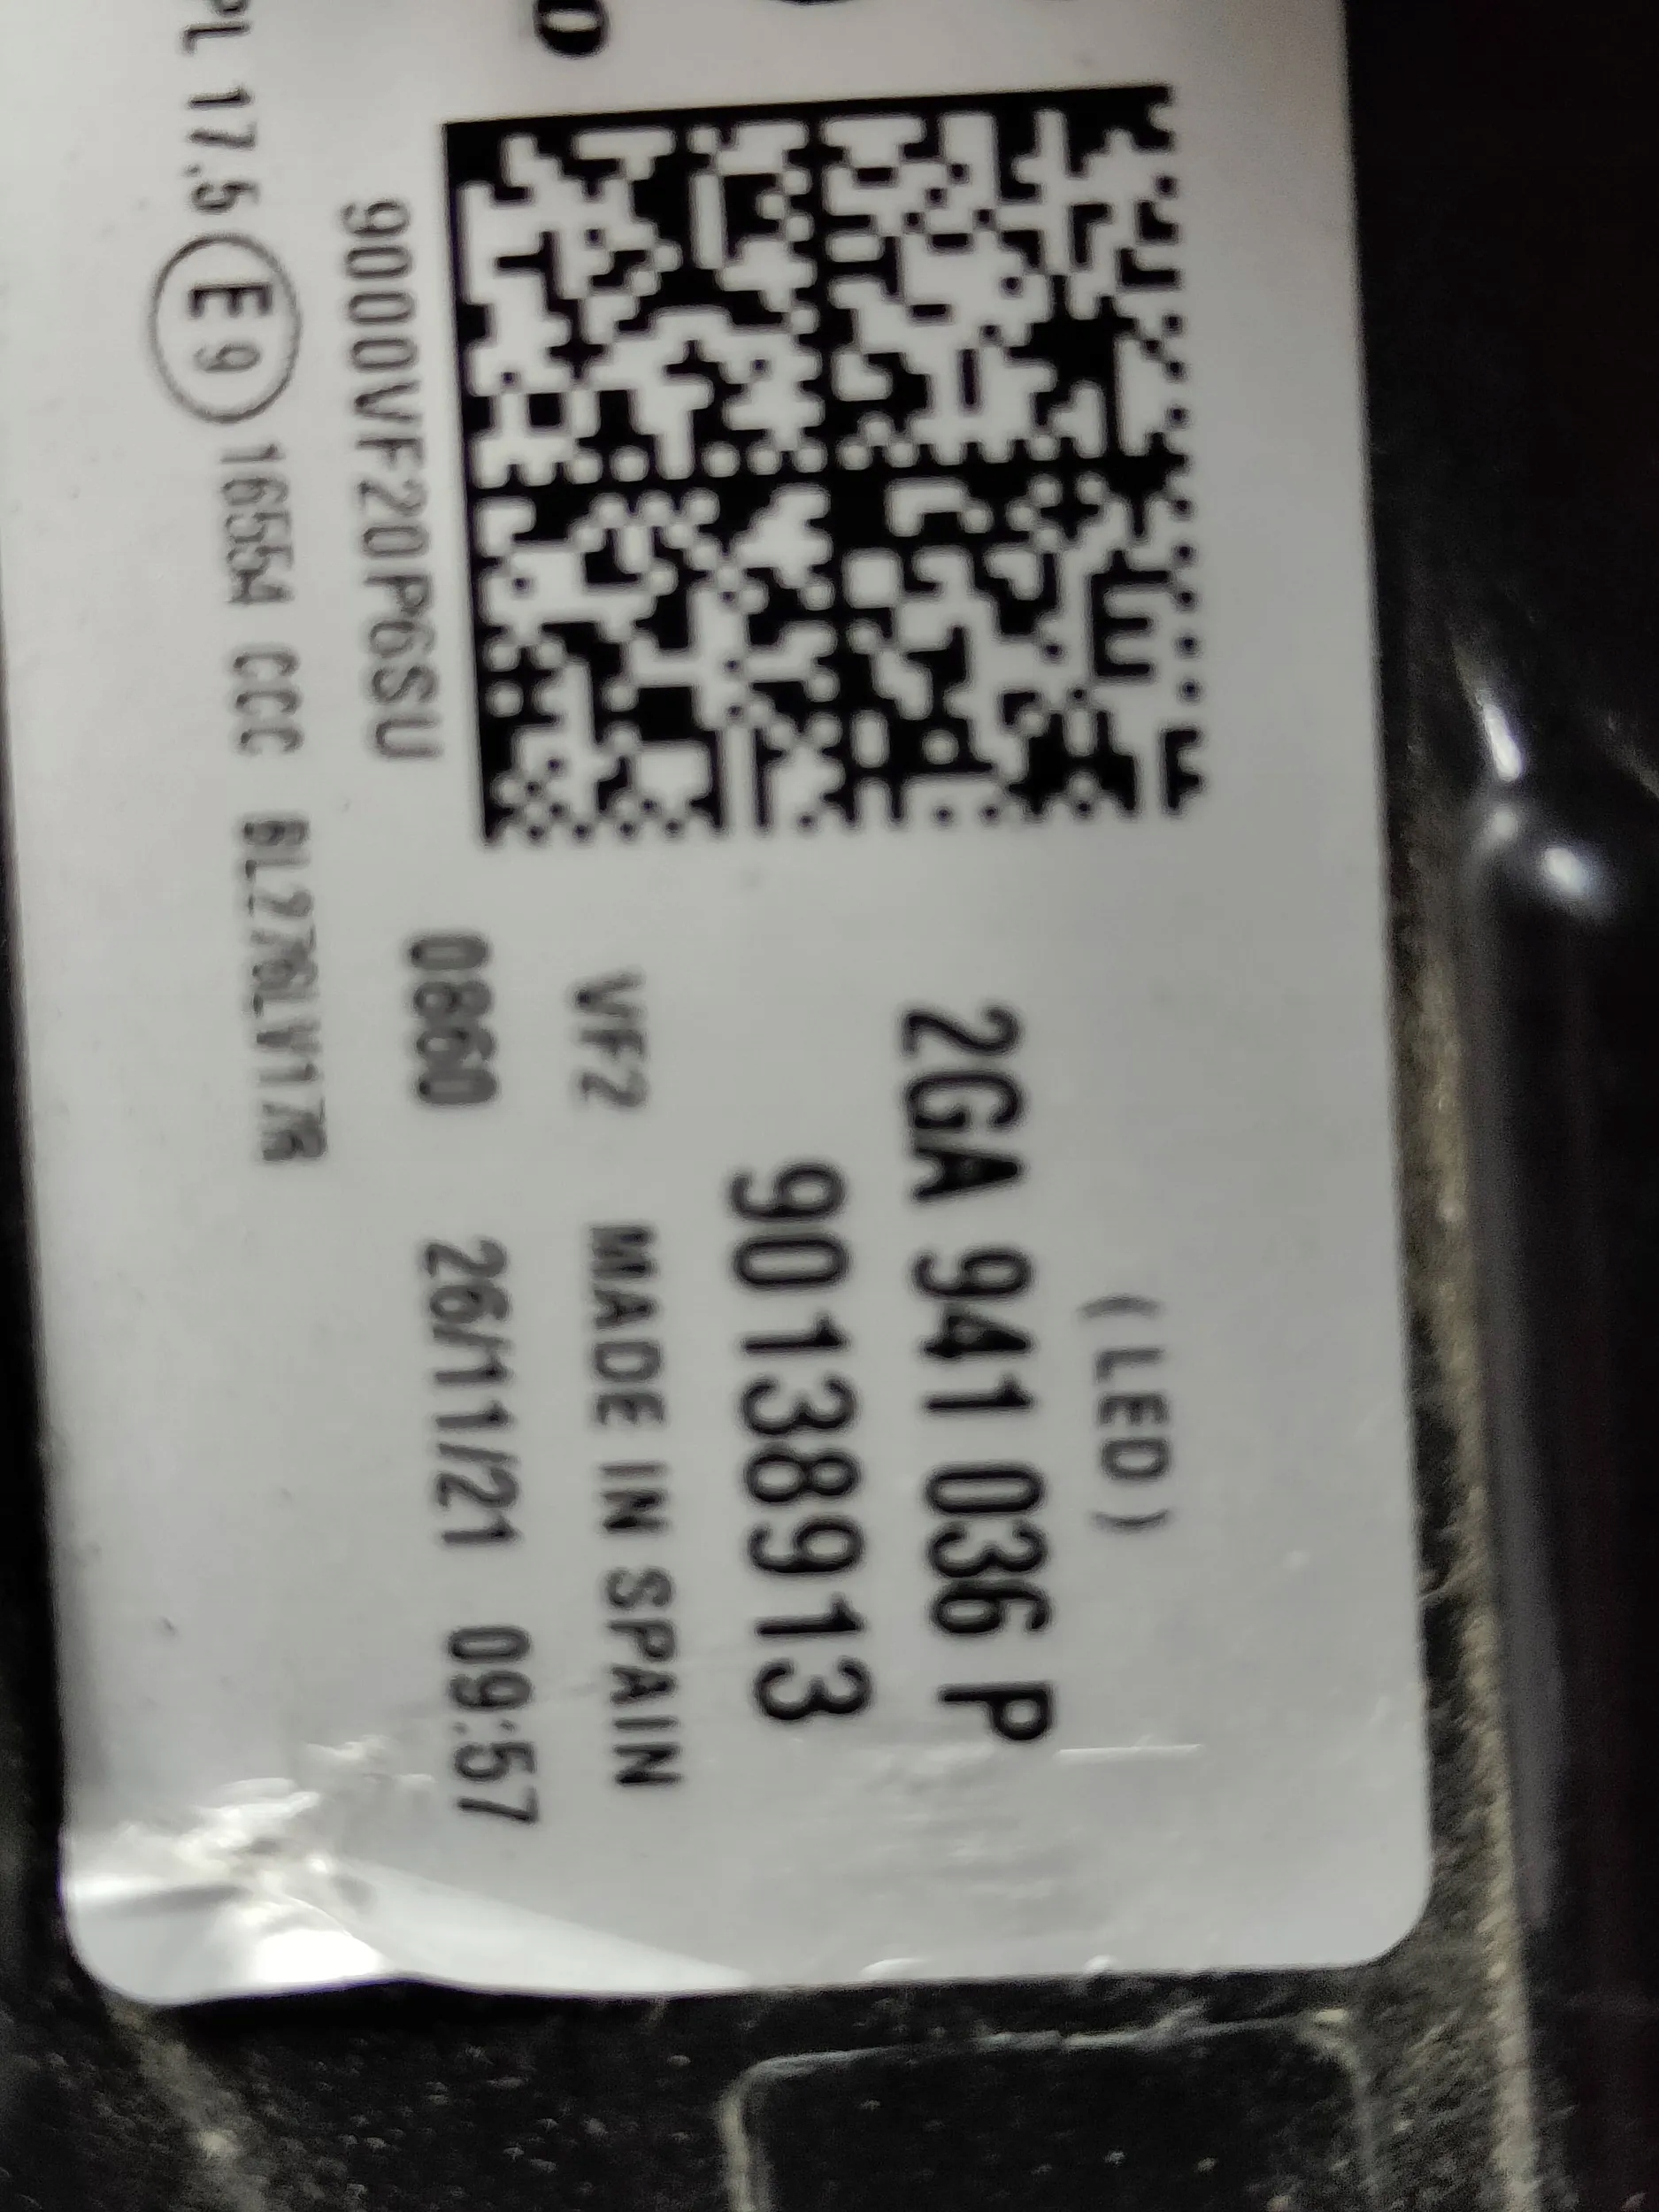 (LED)
2GA 941 036 P
90138913
VF2 MADE IN SPAIN
0860 26/11/21 09:57
9000VF20P6SU
PL 17.5 E9 16554 CCC